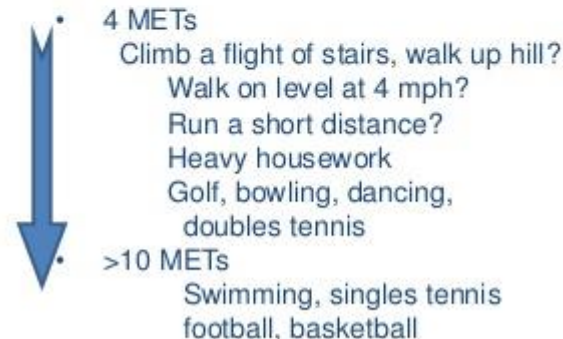 • 4 METs
Climb a flight of stairs, walk up hill?
Walk on level at 4 mph?
Run a short distance?
Heavy housework
Golf, bowling, dancing,
doubles tennis
• >10 METs
Swimming, singles tennis
football, basketball